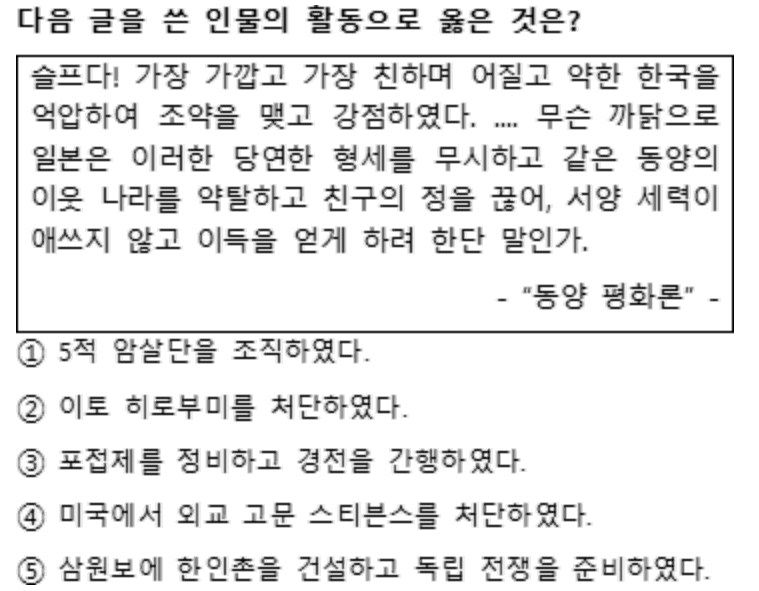 다음 글을 쓴 인물의 활동으로 옳은 것은?
슬프다! 가장 가깝고 가장 친하며 어질고 약한 한국을
억압하여 조약을 맺고 강점하였다. .... 무슨 까닭으로
일본은 이러한 당연한 형세를 무시하고 같은 동양의
이웃 나라를 약탈하고 친구의 정을 끊어, 서양 세력이
애쓰지 않고 이득을 얻게 하려 한단 말인가.
- “동양 평화론” -
① 5적 암살단을 조직하였다.
② 이토 히로부미를 처단하였다.
③ 포접제를 정비하고 경전을 간행하였다.
④ 미국에서 외교 고문 스티븐스를 처단하였다.
⑤ 삼원보에 한인촌을 건설하고 독립 전쟁을 준비하였다.